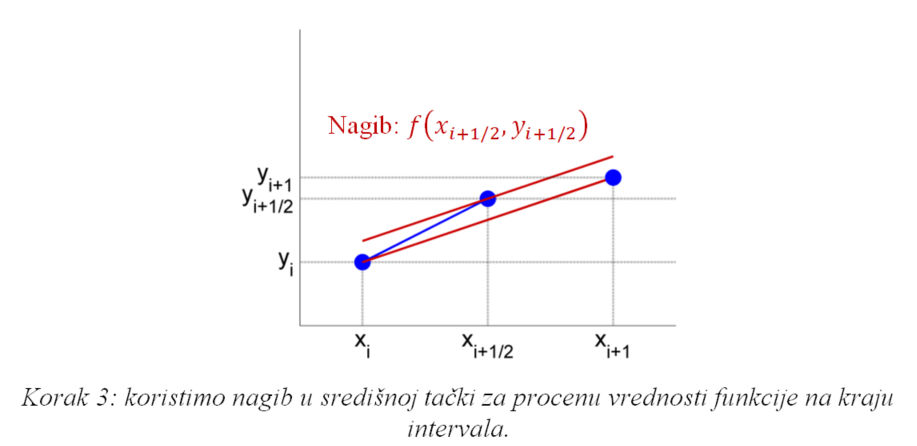 Nagib: f(x_{i+1/2}, y_{i+1/2})
y_{i+1}
y_{i+1/2}
y_i
x_i x_{i+1/2} x_{i+1}
Korak 3: koristimo nagib u središnoj tački za procenu vrednosti funkcije na kraju
intervala.